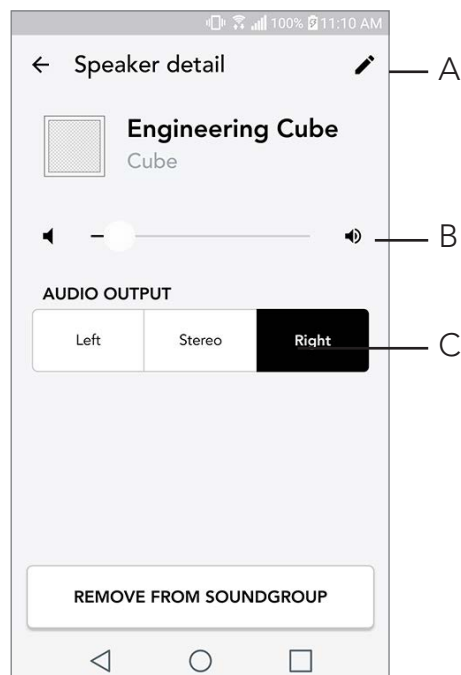 100% 11:10 AM
Speaker detail
A
Engineering Cube
Cube
B
AUDIO OUTPUT
Left Stereo Right
C
REMOVE FROM SOUNDGROUP